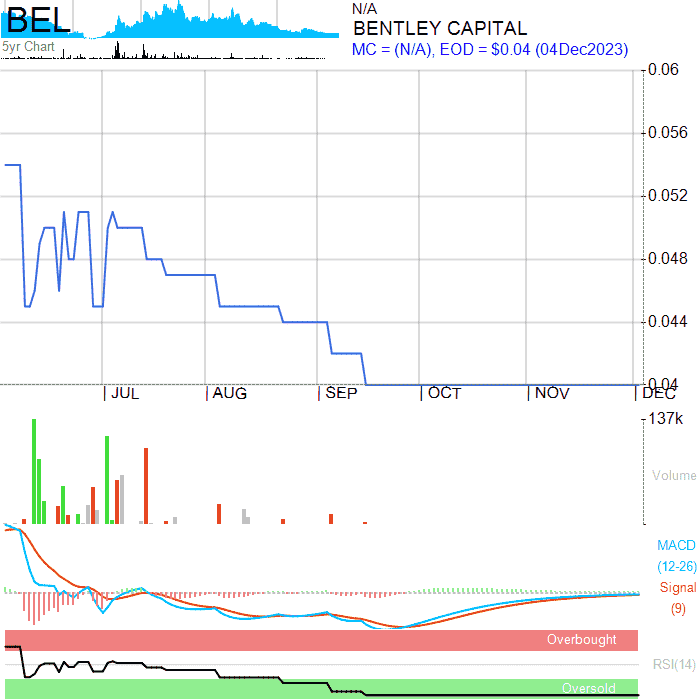 BEL
5yr Chart
N/A
BENTLEY CAPITAL
MC = (N/A), EOD = $0.04 (04Dec2023)
0.06
0.056
0.052
0.048
0.044
0.04
JUL AUG SEP OCT NOV DEC
137k
Volume
MACD
(12-26)
Signal
(9)
Overbought
RSI(14)
Oversold